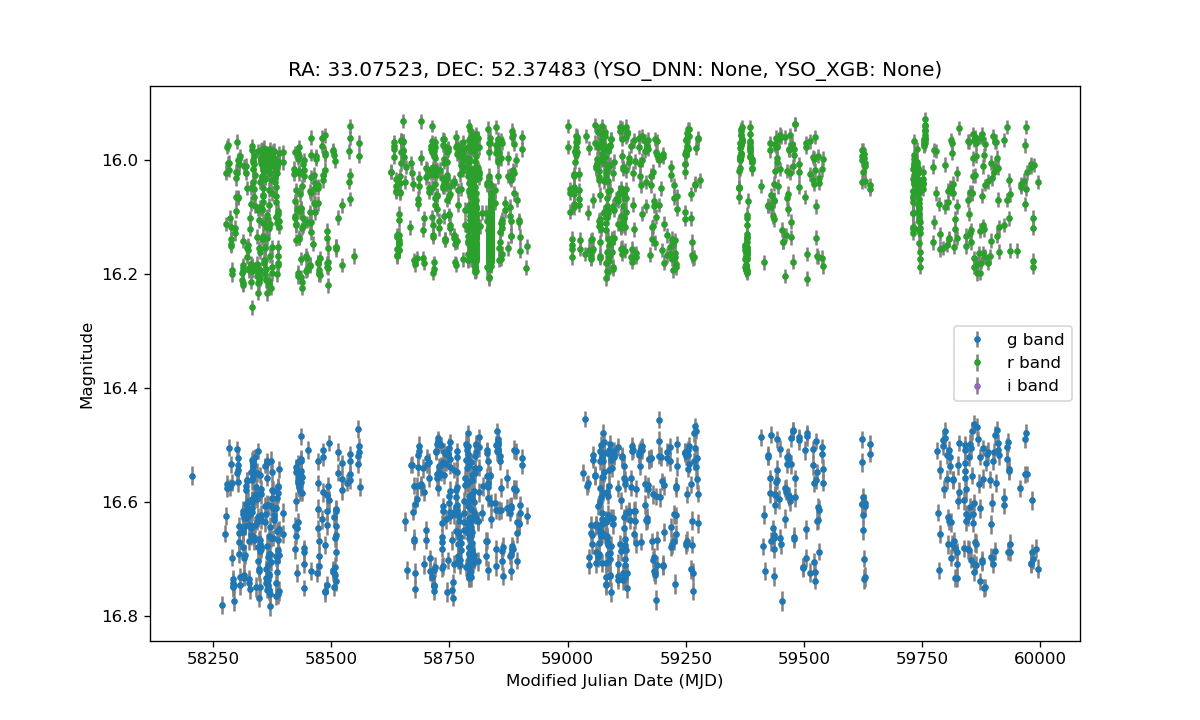 RA: 33.07523, DEC: 52.37483 (YSO_DNN: None, YSO_XGB: None)
16.0
16.2
16.4
16.6
16.8
Magnitude
g band
r band
i band
58250 58500 58750 59000 59250 59500 59750 60000
Modified Julian Date (MJD)